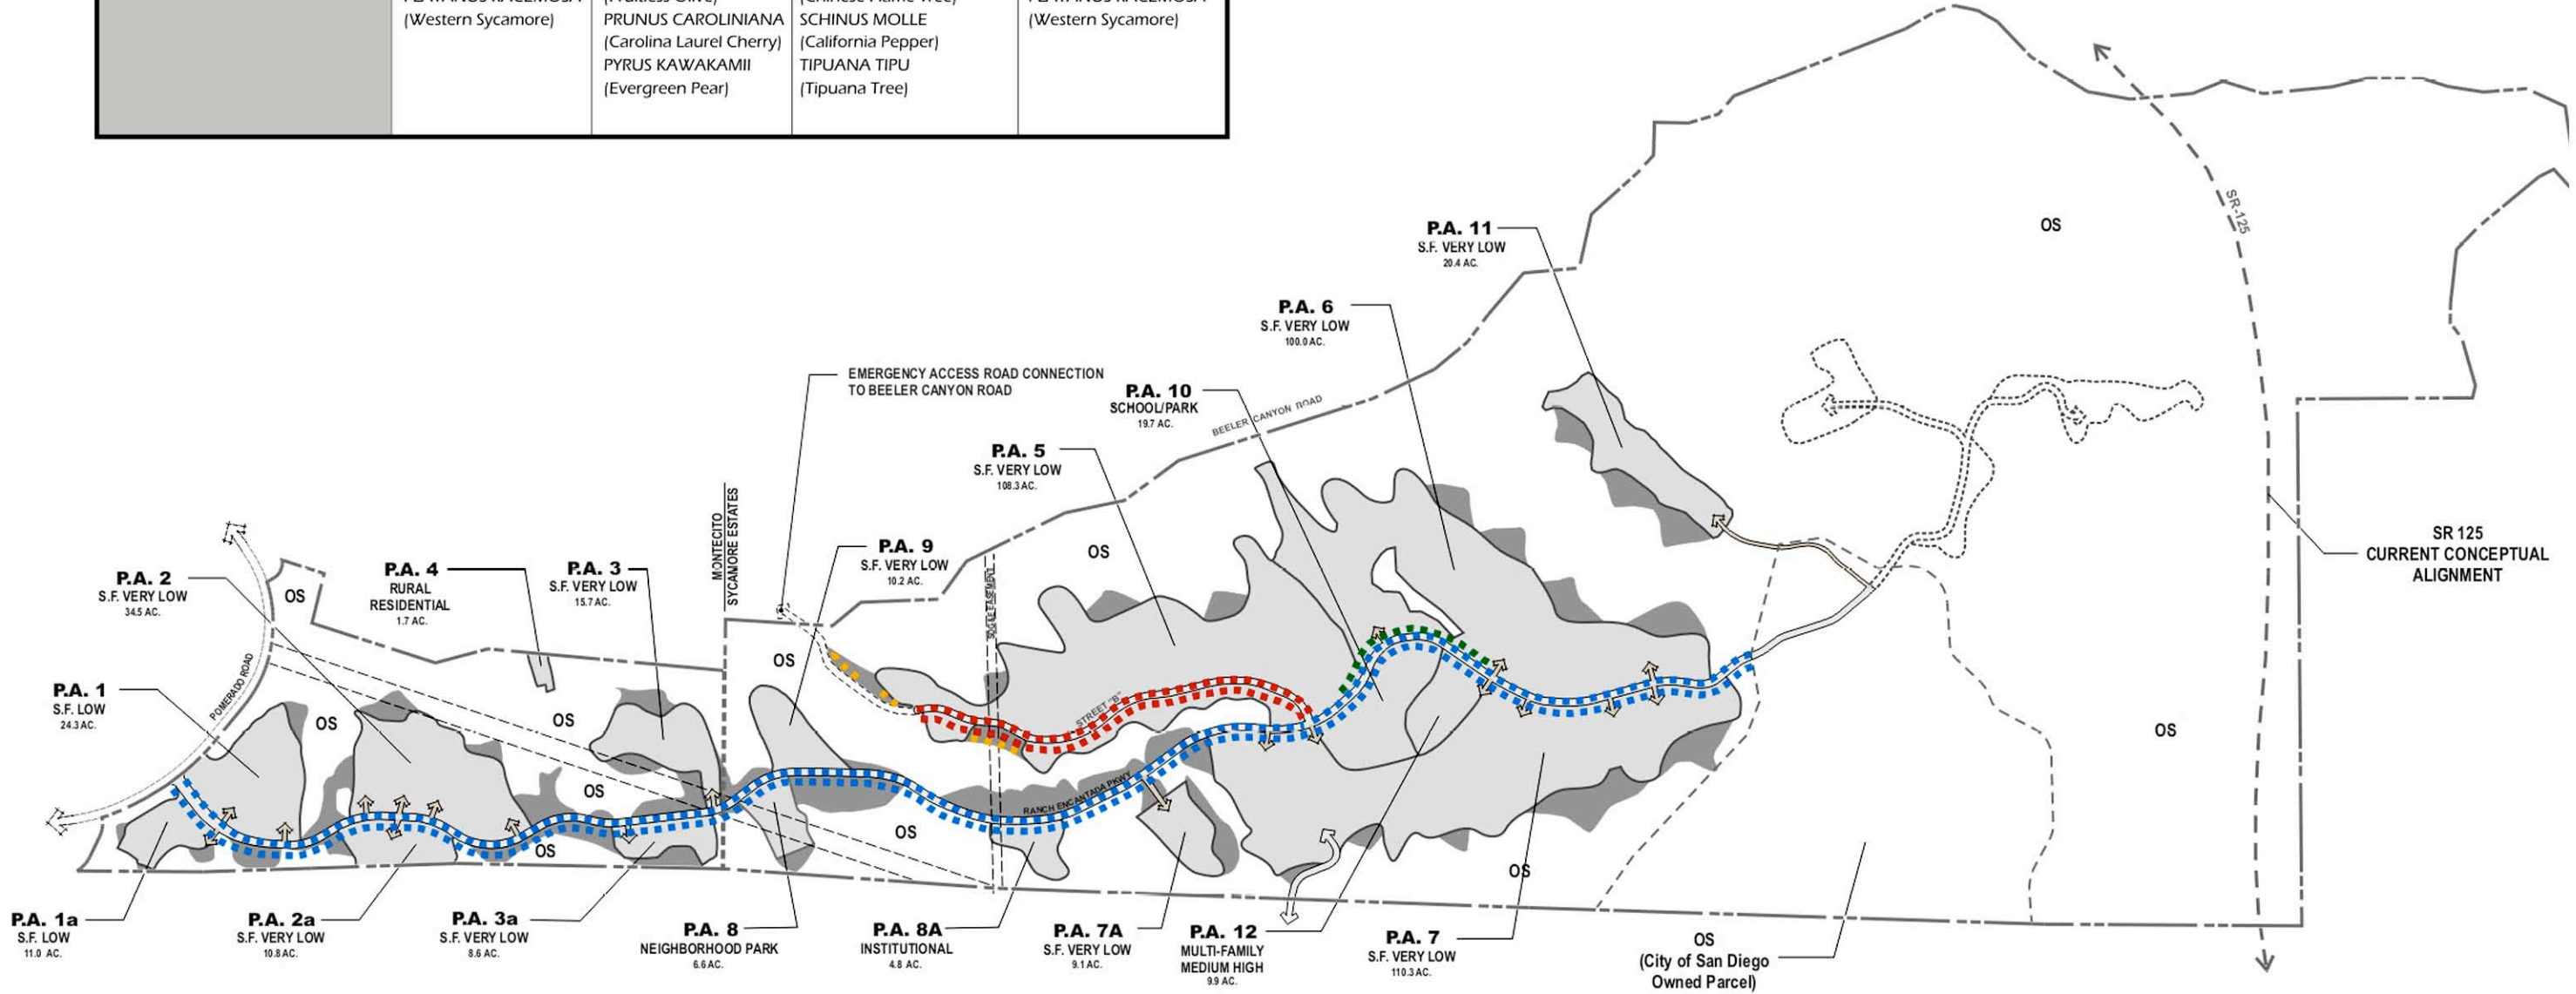 (Western Sycamore)
PRUNUS CAROLINIANA
(Carolina Laurel Cherry)
PYRUS KAWAKAMII
(Evergreen Pear)
SCHINUS MOLLE
(California Pepper)
TIPUANA TIPU
(Tipuana Tree)
(Western Sycamore)
OS
SR-125
P.A. 11
S.F. VERY LOW
20.4 AC.
P.A. 6
S.F. VERY LOW
100.0 AC.
EMERGENCY ACCESS ROAD CONNECTION
TO BEELER CANYON ROAD
P.A. 10
SCHOOL/PARK
19.7 AC.
BEELER CANYON ROAD
P.A. 5
S.F. VERY LOW
108.3 AC.
MONTECITO
SYCAMORE ESTATES
P.A. 9
S.F. VERY LOW
10.2 AC.
OS
SR 125
CURRENT CONCEPTUAL
ALIGNMENT
P.A. 2
S.F. VERY LOW
34.5 AC.
OS
P.A. 4
RURAL
RESIDENTIAL
1.7 AC.
P.A. 3
S.F. VERY LOW
15.7 AC.
EASEMENT
OS
POMERADO ROAD
P.A. 1
S.F. LOW
24.3 AC.
OS
OS
STREET "B"
OS
OS
RANCH ENCANTADA PKWY
OS
OS
OS
P.A. 1a
S.F. LOW
11.0 AC.
P.A. 2a
S.F. VERY LOW
10.8 AC.
P.A. 3a
S.F. VERY LOW
8.6 AC.
P.A. 8
NEIGHBORHOOD PARK
6.6 AC.
P.A. 8A
INSTITUTIONAL
4.8 AC.
P.A. 7A
S.F. VERY LOW
9.1 AC.
P.A. 12
MULTI-FAMILY
MEDIUM HIGH
9.9 AC.
P.A. 7
S.F. VERY LOW
110.3 AC.
OS
(City of San Diego
Owned Parcel)